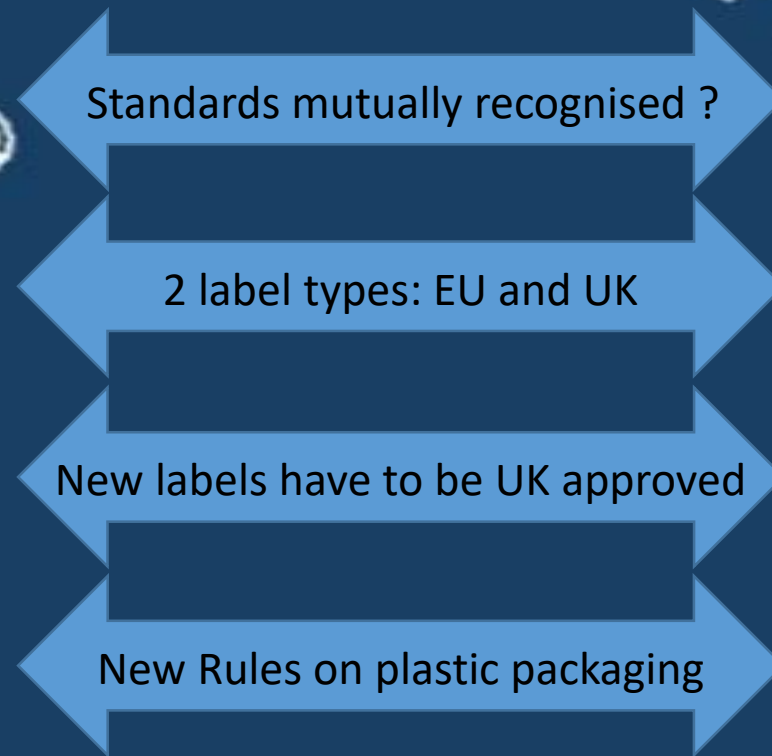 Standards mutually recognised ?
2 label types: EU and UK
New labels have to be UK approved
New Rules on plastic packaging